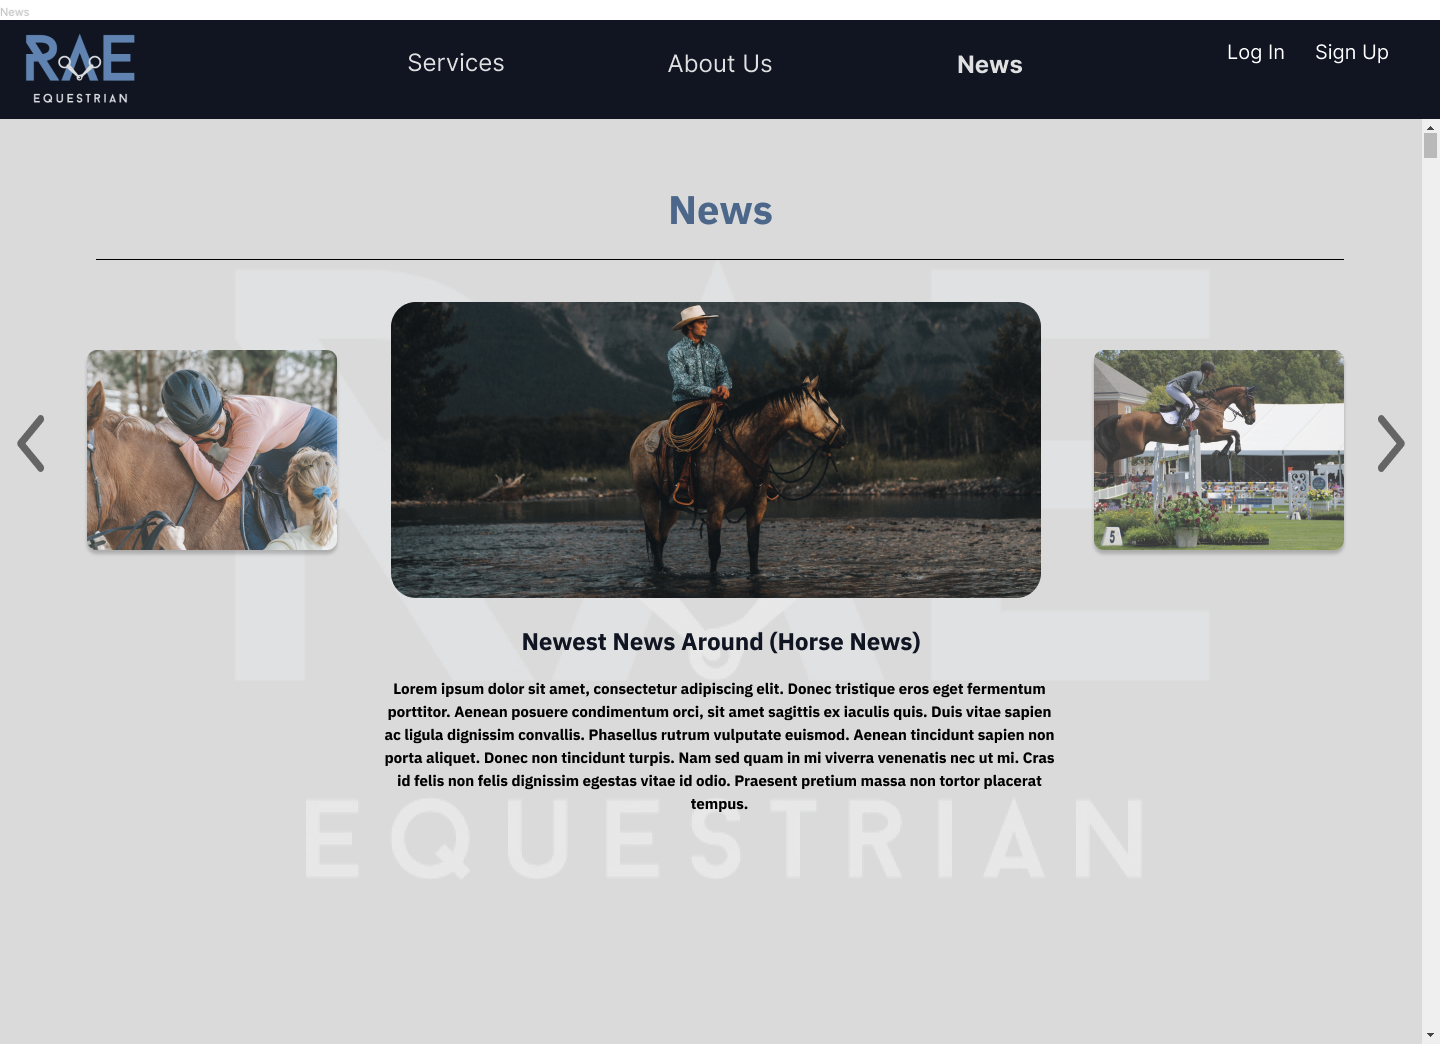 News
RAE
EQUESTRIAN
Services
About Us
News
Log In
Sign Up
News
RAE
5
Newest News Around (Horse News)
Lorem ipsum dolor sit amet, consectetur adipiscing elit. Donec tristique eros eget fermentum
porttitor. Aenean posuere condimentum orci, sit amet sagittis ex iaculis quis. Duis vitae sapien
ac ligula dignissim convallis. Phasellus rutrum vulputate euismod. Aenean tincidunt sapien non
porta aliquet. Donec non tincidunt turpis. Nam sed quam in mi viverra venenatis nec ut mi. Cras
id felis non felis dignissim egestas vitae id odio. Praesent pretium massa non tortor placerat
tempus.
EQUESTRIAN